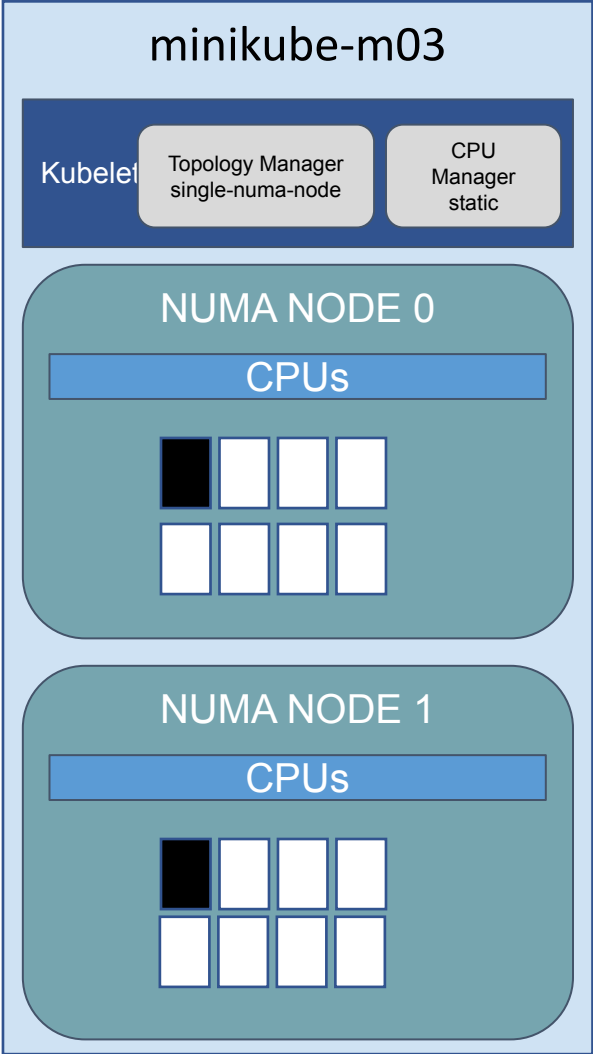 minikube-m03
Kubelet
Topology Manager
single-numa-node
CPU
Manager
static
NUMA NODE 0
CPUs
NUMA NODE 1
CPUs